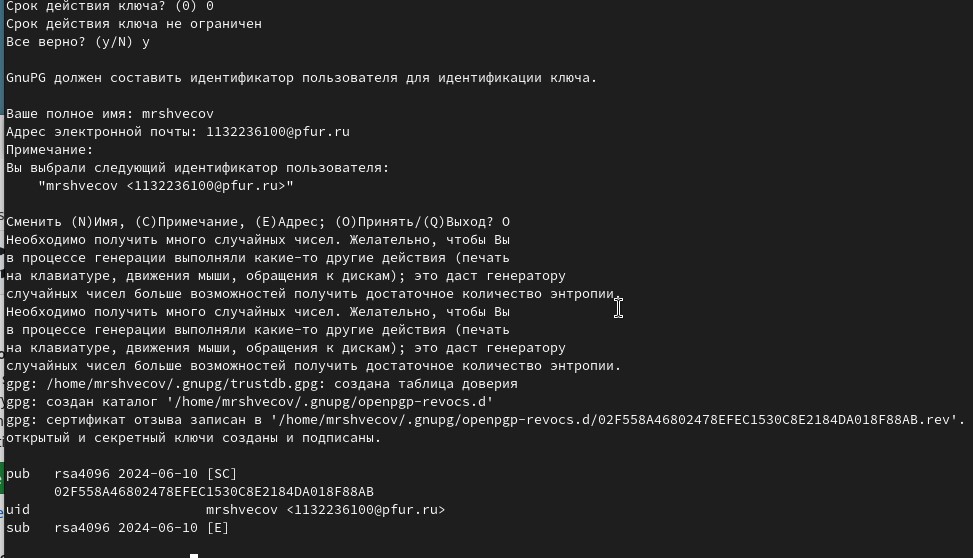 Срок действия ключа? (0) 0
Срок действия ключа не ограничен
Все верно? (y/N) y
GnuPG должен составить идентификатор пользователя для идентификации ключа.
Ваше полное имя: mrshvecov
Адрес электронной почты: 1132236100@pfur.ru
Примечание:
Вы выбрали следующий идентификатор пользователя:
"mrshvecov <1132236100@pfur.ru>"
Сменить (N)Имя, (C)Примечание, (E)Адрес; (O)Принять/(Q)Выход? O
Необходимо получить много случайных чисел. Желательно, чтобы Вы
в процессе генерации выполняли какие-то другие действия (печать
на клавиатуре, движения мыши, обращения к дискам); это даст генератору
случайных чисел больше возможностей получить достаточное количество энтропии.
Необходимо получить много случайных чисел. Желательно, чтобы Вы
в процессе генерации выполняли какие-то другие действия (печать
на клавиатуре, движения мыши, обращения к дискам); это даст генератору
случайных чисел больше возможностей получить достаточное количество энтропии.
gpg: /home/mrshvecov/.gnupg/trustdb.gpg: создана таблица доверия
gpg: создан каталог '/home/mrshvecov/.gnupg/openpgp-revocs.d'
gpg: сертификат отзыва записан в '/home/mrshvecov/.gnupg/openpgp-revocs.d/02F558A46802478EFEC1530C8E2184DA018F88AB.rev'.
открытый и секретный ключи созданы и подписаны.
pub   rsa4096 2024-06-10 [SC]
02F558A46802478EFEC1530C8E2184DA018F88AB
uid                      mrshvecov <1132236100@pfur.ru>
sub   rsa4096 2024-06-10 [E]